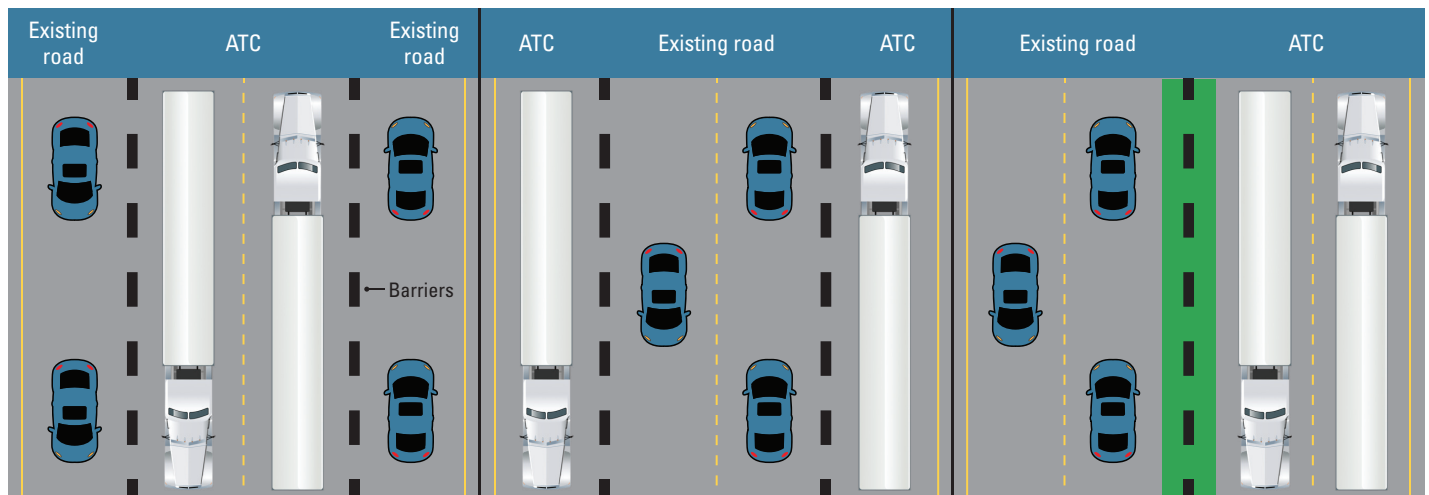 Existing
road
ATC
Existing
road
ATC
Existing road
ATC
Existing road
ATC
Barriers